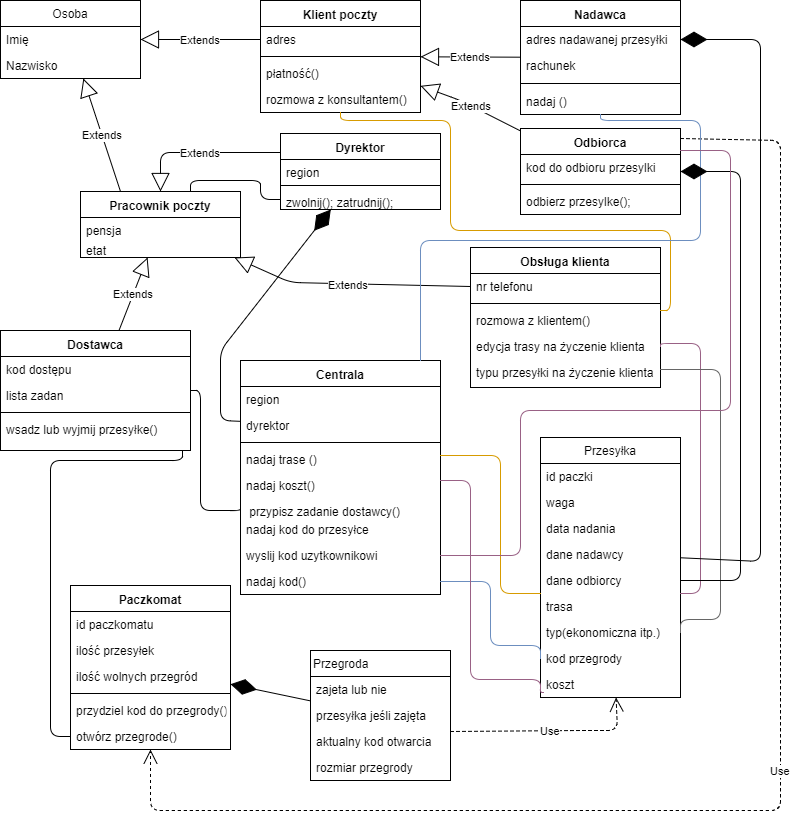 Osoba
Imię
Nazwisko
Extends
Klient poczty
adres
płatność()
rozmowa z konsultantem()
Extends
Extends
Nadawca
adres nadawanej przesyłki
rachunek
nadaj ()
Odbiorca
kod do odbioru przesylki
odbierz przesylke();
Extends
Extends
Dyrektor
region
zwolnij(); zatrudnij();
Pracownik poczty
pensja
etat
Extends
Extends
Obsługa klienta
nr telefonu
rozmowa z klientem()
edycja trasy na życzenie klienta
typu przesyłki na życzenie klienta
Dostawca
kod dostępu
lista zadan
wsadz lub wyjmij przesyłke()
Centrala
region
dyrektor
nadaj trase ()
nadaj koszt()
przypisz zadanie dostawcy()
nadaj kod do przesyłce
wyslij kod uzytkownikowi
nadaj kod()
Przesyłka
id paczki
waga
data nadania
dane nadawcy
dane odbiorcy
trasa
typ(ekonomiczna itp.)
kod przegrody
koszt
Paczkomat
id paczkomatu
ilość przesyłek
ilość wolnych przegród
przydziel kod do przegrody()
otwórz przegrode()
Przegroda
zajeta lub nie
przesyłka jeśli zajęta
aktualny kod otwarcia
rozmiar przegrody
Use
Use